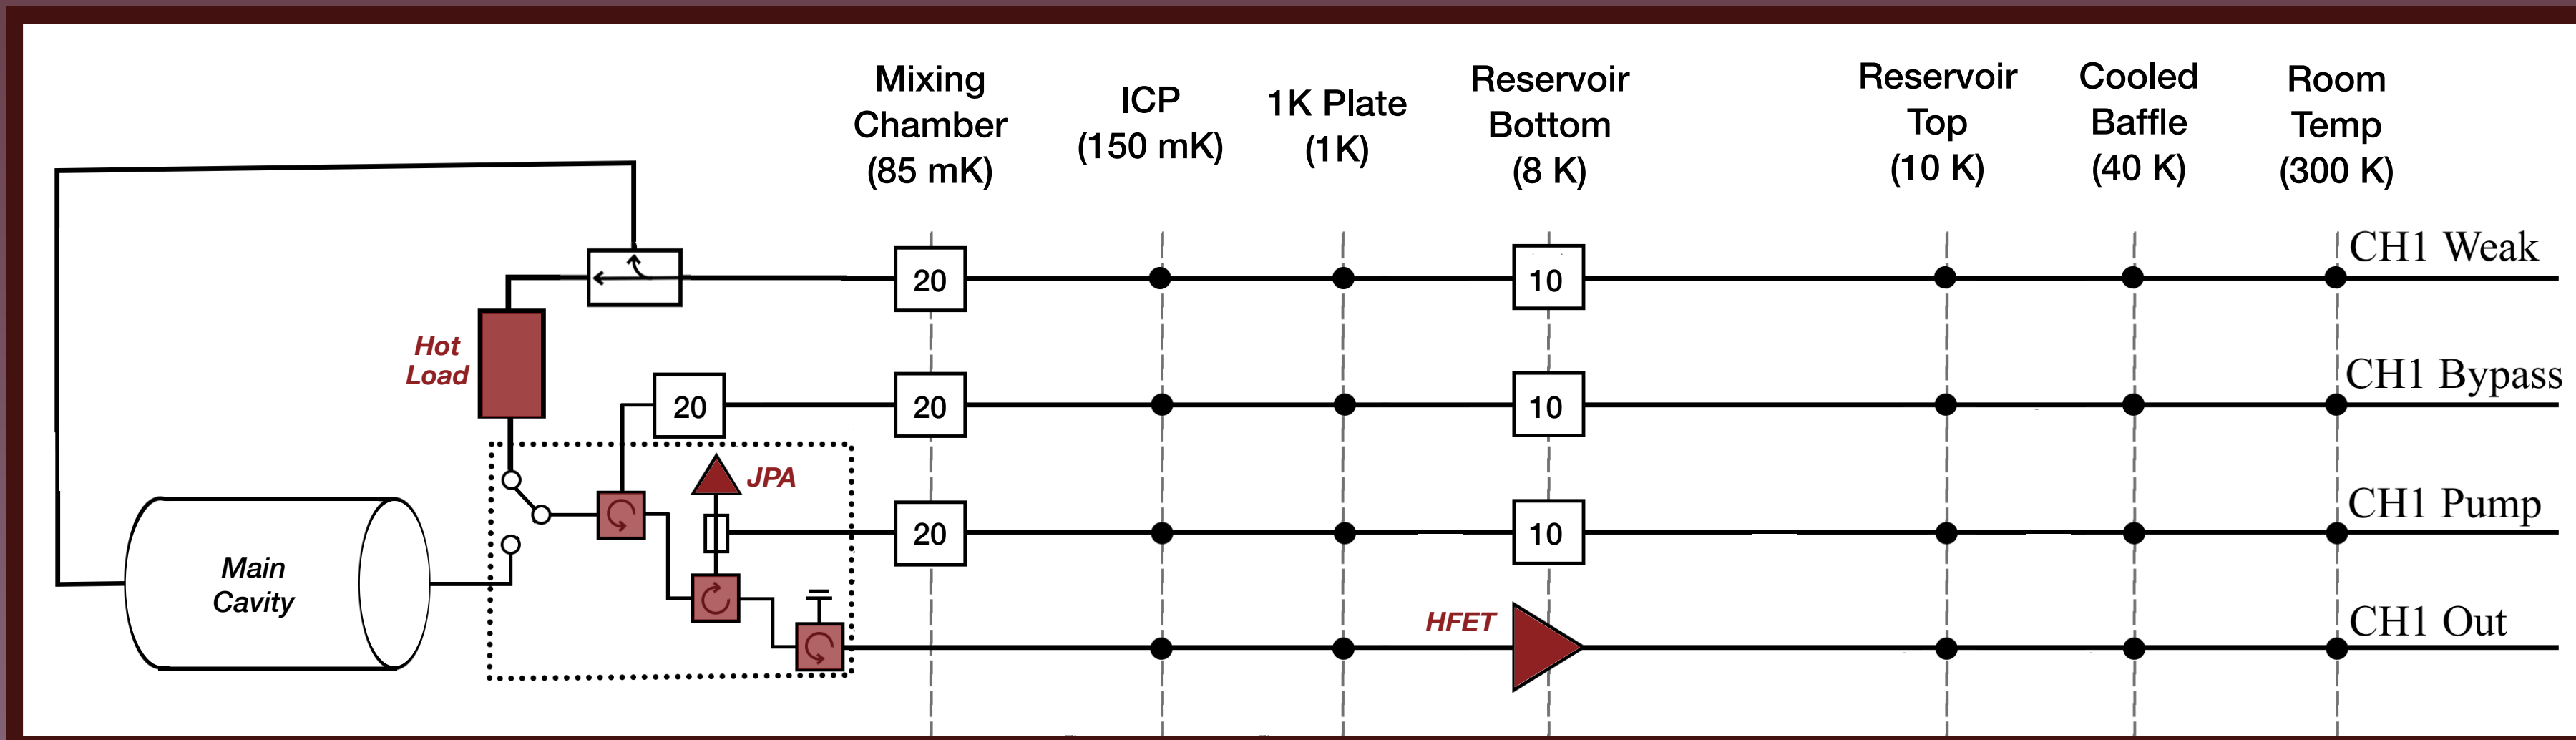 Mixing
Chamber
(85 mK)
ICP
(150 mK)
1K Plate
(1K)
Reservoir
Bottom
(8 K)
Reservoir
Top
(10 K)
Cooled
Baffle
(40 K)
Room
Temp
(300 K)
20
10
CH1 Weak
Hot
Load
20
20
10
CH1 Bypass
JPA
20
10
CH1 Pump
Main
Cavity
HFET
CH1 Out